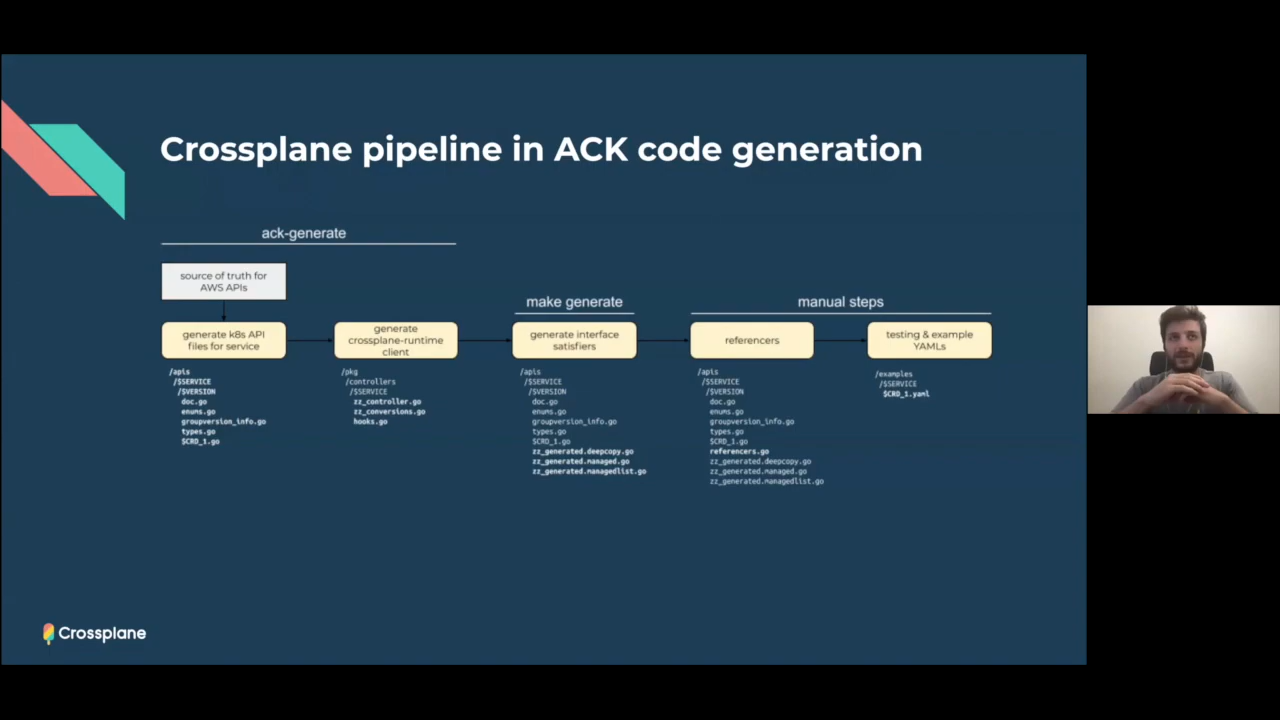 Crossplane pipeline in ACK code generation
ack-generate
source of truth for
AWS APIs
generate k8s API
files for service
/apis
/$SERVICE
/$VERSION
doc.go
enums.go
groupversion_info.go
types.go
$CRD_1.go
generate
crossplane-runtime
client
/pkg
/controllers
/$SERVICE
zz_controller.go
zz_conversions.go
hooks.go
make generate
generate interface
satisfiers
/apis
/$SERVICE
/$VERSION
doc.go
enums.go
groupversion_info.go
types.go
$CRD_1.go
zz_generated.deepcopy.go
zz_generated.managed.go
zz_generated.managedlist.go
manual steps
referencers
/apis
/$SERVICE
/$VERSION
doc.go
enums.go
groupversion_info.go
types.go
$CRD_1.go
referencers.go
zz_generated.deepcopy.go
zz_generated.managed.go
zz_generated.managedlist.go
testing & example
YAMLs
/examples
/$SERVICE
$CRD_1.yaml
Crossplane